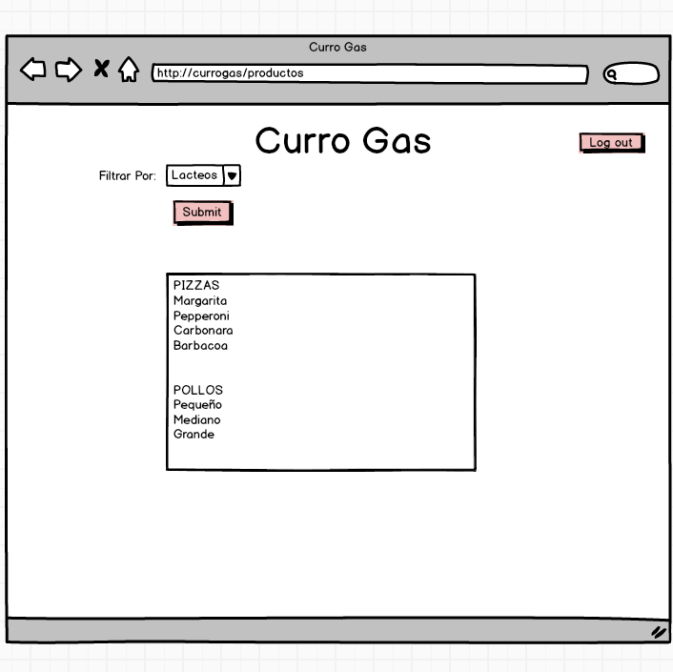 Curro Gas
http://currogas/productos
Curro Gas
Log out
Filtrar Por: Lacteos
Submit
PIZZAS
Margarita
Pepperoni
Carbonara
Barbacoa
POLLOS
Pequeño
Mediano
Grande